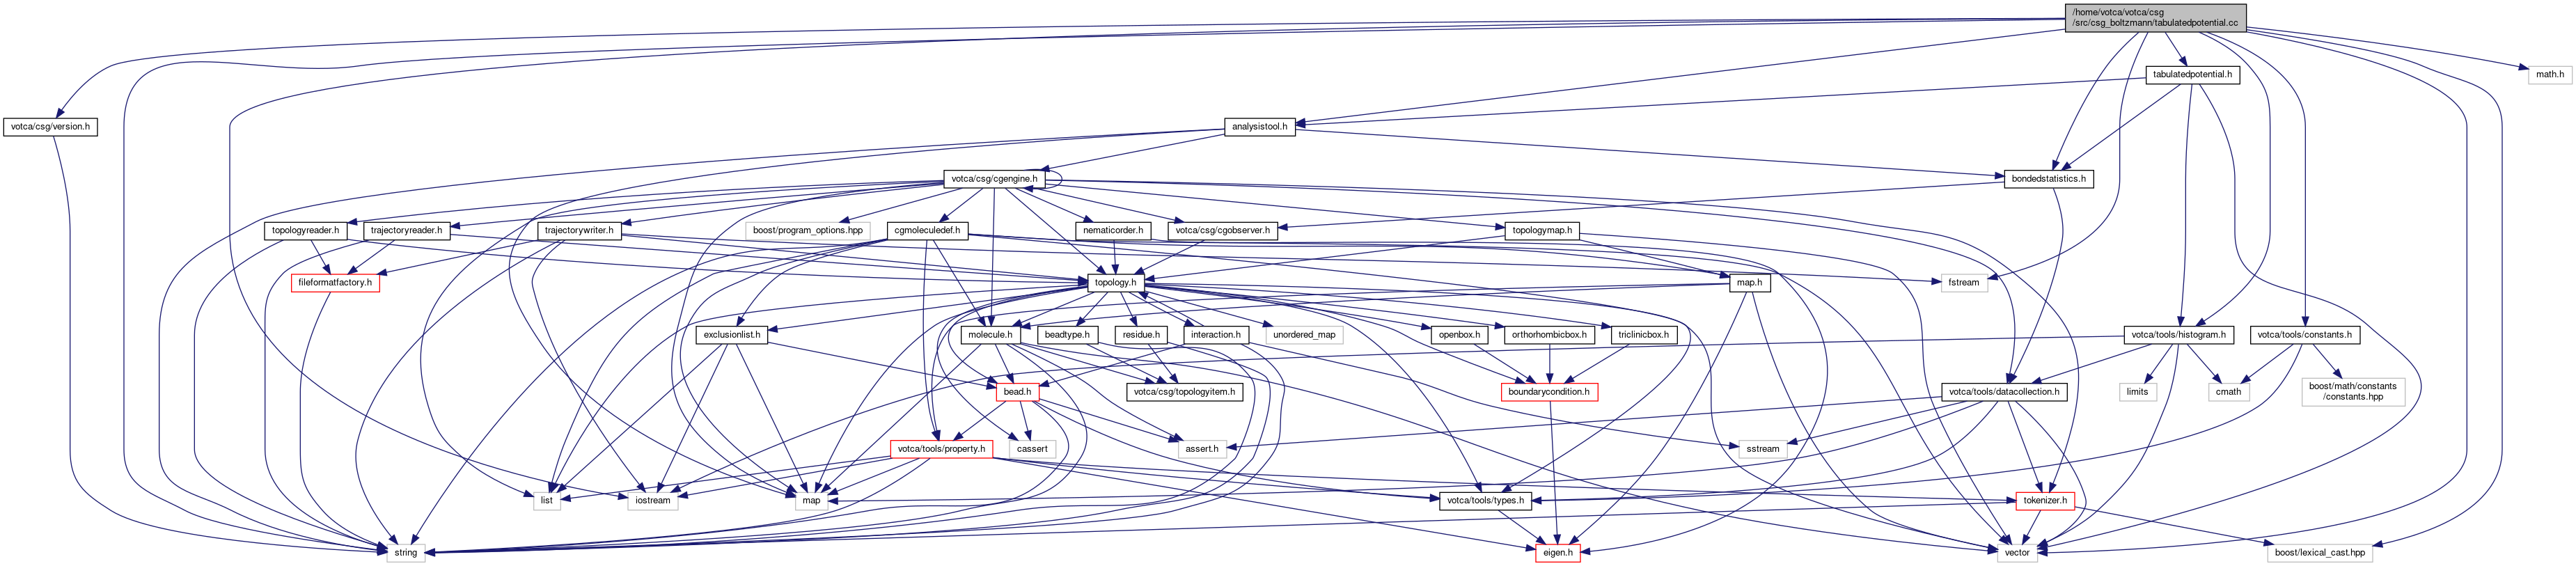 /home/votca/votca/csg
/src/csg_boltzmann/tabulatedpotential.cc
tabulatedpotential.h
math.h
votca/csg/version.h
analysistool.h
votca/csg/cgengine.h
bondedstatistics.h
topologyreader.h
trajectoryreader.h
trajectorywriter.h
boost/program_options.hpp
cgmoleculedef.h
nematicorder.h
votca/csg/cgobserver.h
topologymap.h
fileformatfactory.h
topology.h
map.h
fstream
exclusionlist.h
molecule.h
beadtype.h
residue.h
interaction.h
unordered_map
openbox.h
orthorhombicbox.h
triclinicbox.h
votca/tools/histogram.h
votca/tools/constants.h
bead.h
votca/csg/topologyitem.h
boundarycondition.h
votca/tools/datacollection.h
limits
cmath
boost/math/constants
/constants.hpp
votca/tools/property.h
cassert
assert.h
sstream
list
iostream
map
votca/tools/types.h
tokenizer.h
string
eigen.h
vector
boost/lexical_cast.hpp